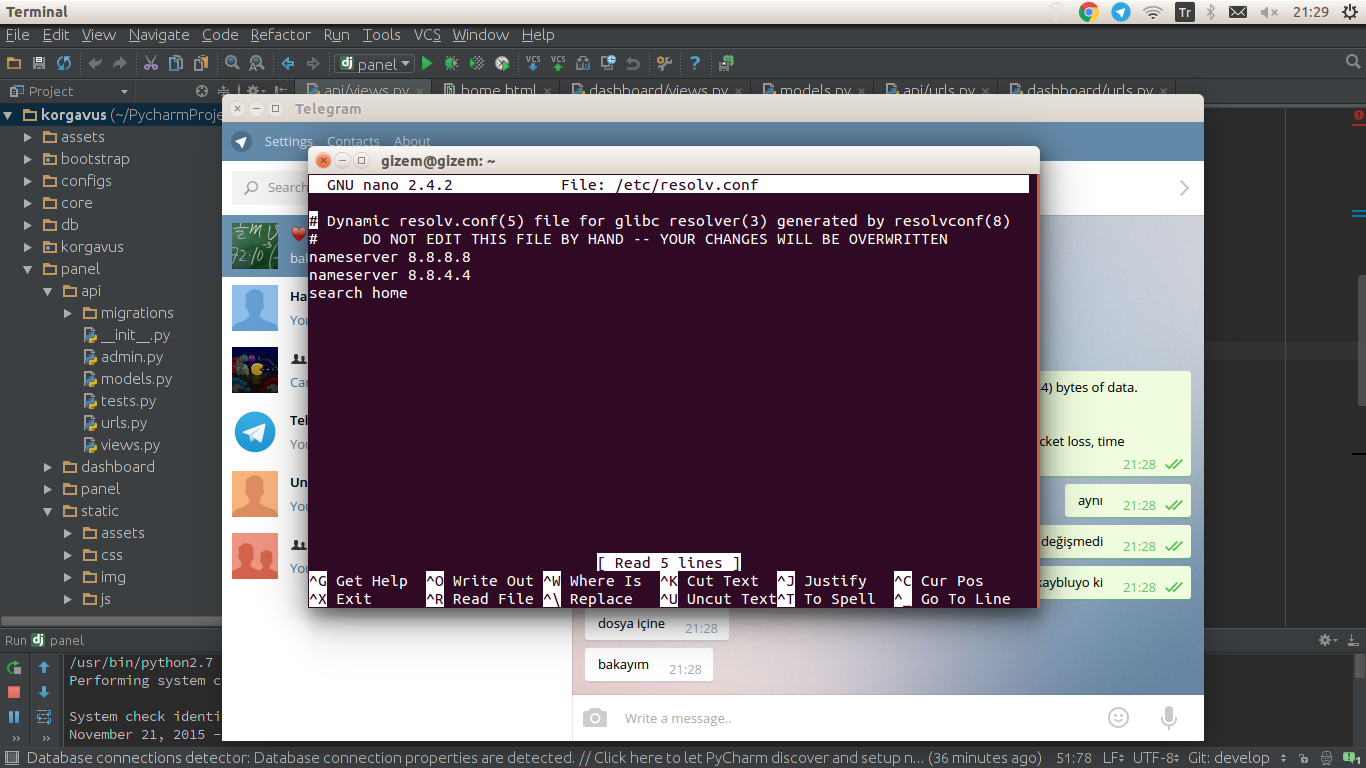 Terminal
Tr
21:29
File Edit View Navigate Code Refactor Run Tools VCS Window Help
dj panel
VCS VCS
Project
api/views.py home.html dashboard/views.py models.py api/urls.py dashboard/urls.py
Telegram
korgavus (~/PycharmProje
assets
bootstrap
configs
core
db
korgavus
panel
api
migrations
__init__.py
admin.py
models.py
tests.py
urls.py
views.py
dashboard
panel
static
assets
css
img
js
Settings Contacts About
Search
bak
Ha
You
Car
Tel
You
Un
You
You
gizem@gizem: ~
GNU nano 2.4.2 File: /etc/resolv.conf
# Dynamic resolv.conf(5) file for glibc resolver(3) generated by resolvconf(8)
# DO NOT EDIT THIS FILE BY HAND -- YOUR CHANGES WILL BE OVERWRITTEN
nameserver 8.8.8.8
nameserver 8.8.4.4
search home
[ Read 5 lines ]
^G Get Help ^O Write Out ^W Where Is ^K Cut Text ^J Justify ^C Cur Pos
^X Exit ^R Read File ^\ Replace ^U Uncut Text ^T To Spell ^_ Go To Line
4) bytes of data.
cket loss, time
21:28
aynı 21:28
değişmedi 21:28
kaybluyo ki 21:28
dosya içine 21:28
bakayım 21:28
Write a message..
Run dj panel
/usr/bin/python2.7
Performing system c
System check identi
November 21, 2015 -
Database connections detector: Database connection properties are detected. // Click here to let PyCharm discover and setup n... (36 minutes ago) 51:78 LF UTF-8 Git: develop